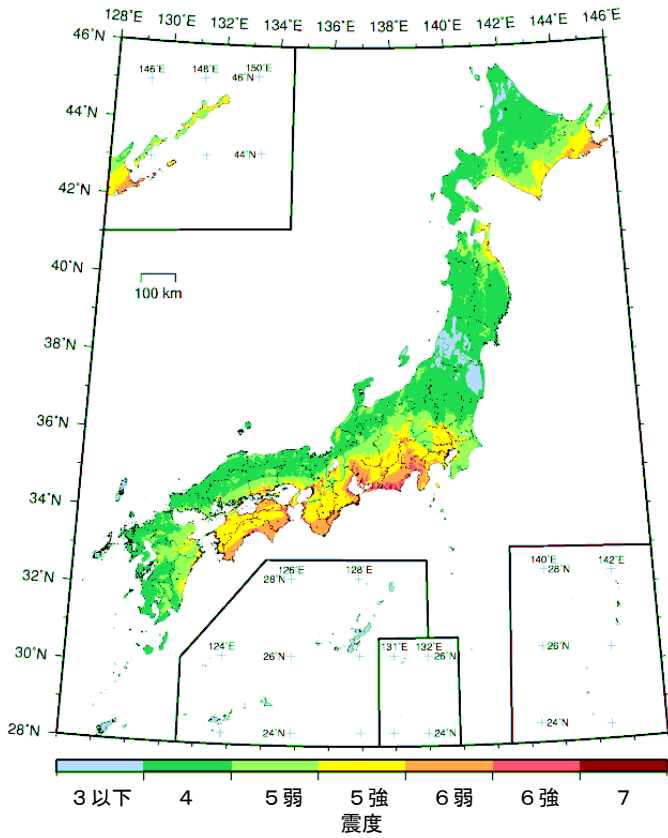 128°E 130°E 132°E 134°E 136°E 138°E 140°E 142°E 144°E 146°E
46°N
146°E 148°E 150°E
46°N
44°N
44°N
42°N
40°N
100 km
38°N
36°N
34°N
32°N
126°E 128°E
28°N
140°E 142°E
28°N
30°N
124°E
26°N
131°E 132°E
26°N
26°N
28°N
24°N
24°N
24°N
3以下 4 5弱 5強 6弱 6強 7
震度